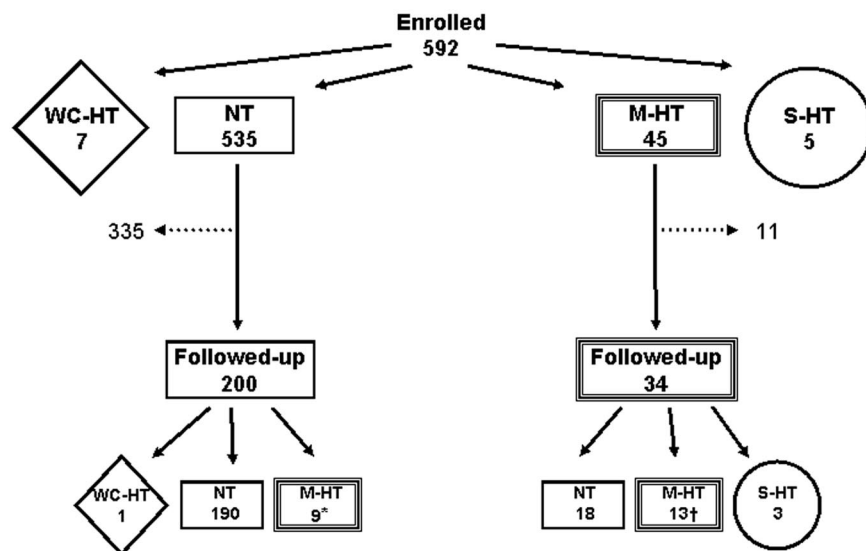 Enrolled
592
WC-HT
7
NT
535
M-HT
45
S-HT
5
335
11
Followed-up
200
Followed-up
34
WC-HT
1
NT
190
M-HT
9*
NT
18
M-HT
13†
S-HT
3